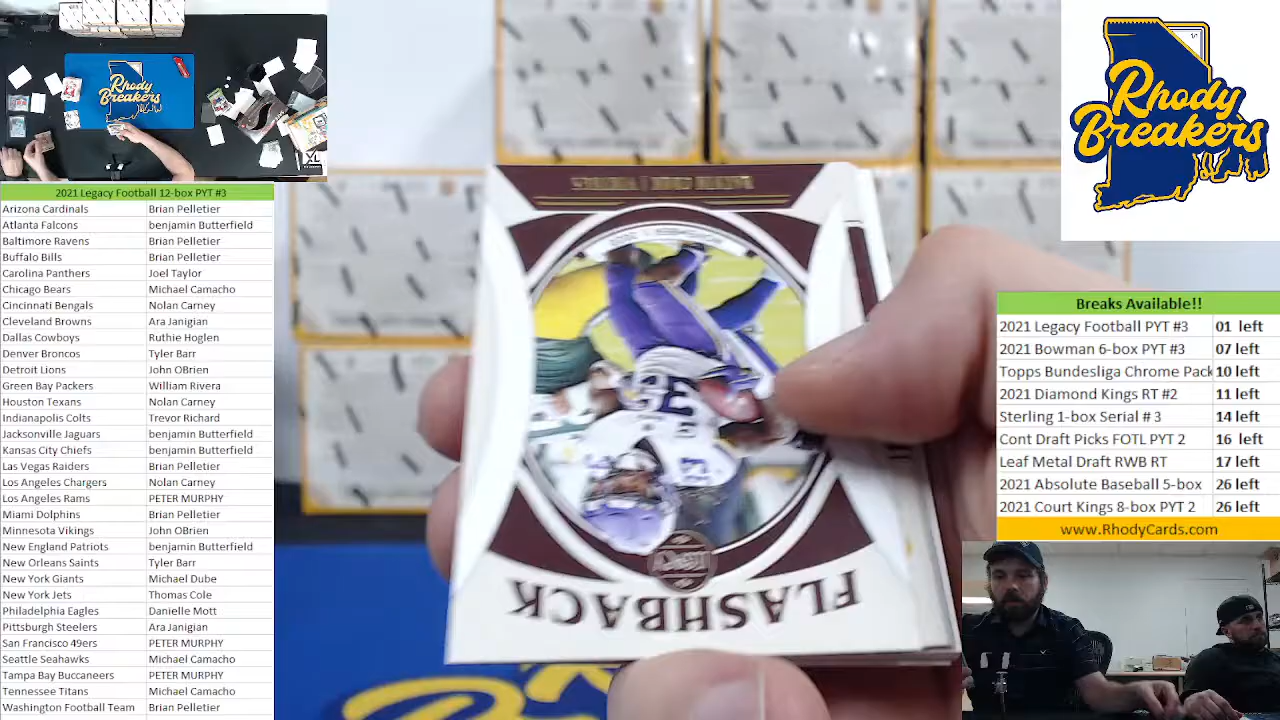 Rhody
Breakers
XL
2021 Legacy Football 12-box PYT #3
Arizona Cardinals Brian Pelletier
Atlanta Falcons benjamin Butterfield
Baltimore Ravens Brian Pelletier
Buffalo Bills Brian Pelletier
Carolina Panthers Joel Taylor
Chicago Bears Michael Camacho
Cincinnati Bengals Nolan Carney
Cleveland Browns Ara Janigian
Dallas Cowboys Ruthie Hoglen
Denver Broncos Tyler Barr
Detroit Lions John OBrien
Green Bay Packers William Rivera
Houston Texans Nolan Carney
Indianapolis Colts Trevor Richard
Jacksonville Jaguars benjamin Butterfield
Kansas City Chiefs benjamin Butterfield
Las Vegas Raiders Brian Pelletier
Los Angeles Chargers Nolan Carney
Los Angeles Rams PETER MURPHY
Miami Dolphins Brian Pelletier
Minnesota Vikings John OBrien
New England Patriots benjamin Butterfield
New Orleans Saints Tyler Barr
New York Giants Michael Dube
New York Jets Thomas Cole
Philadelphia Eagles Danielle Mott
Pittsburgh Steelers Ara Janigian
San Francisco 49ers PETER MURPHY
Seattle Seahawks Michael Camacho
Tampa Bay Buccaneers PETER MURPHY
Tennessee Titans Michael Camacho
Washington Football Team Brian Pelletier
FLASHBACK
LEGACY
Rhody
Breakers
Breaks Available!!
2021 Legacy Football PYT #3 01 left
2021 Bowman 6-box PYT #3 07 left
Topps Bundesliga Chrome Pack 10 left
2021 Diamond Kings RT #2 11 left
Sterling 1-box Serial # 3 14 left
Cont Draft Picks FOTL PYT 2 16 left
Leaf Metal Draft RWB RT 17 left
2021 Absolute Baseball 5-box 26 left
2021 Court Kings 8-box PYT 2 26 left
www.RhodyCards.com